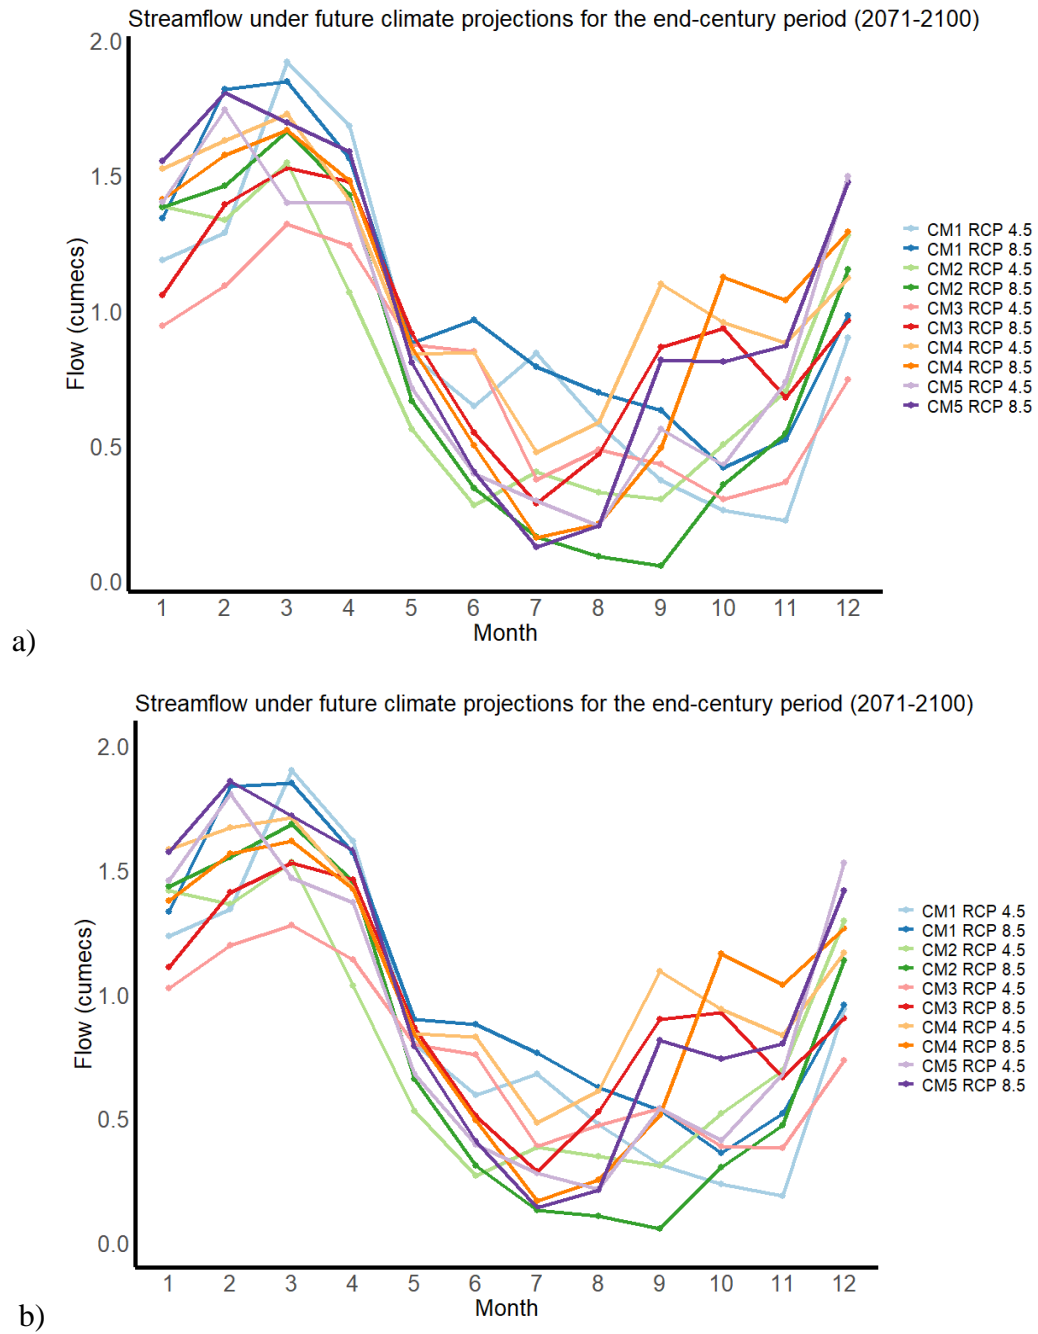 Streamflow under future climate projections for the end-century period (2071-2100)
2.0
1.5
1.0
0.5
0.0
Flow (cumecs)
1 2 3 4 5 6 7 8 9 10 11 12
Month
CM1 RCP 4.5
CM1 RCP 8.5
CM2 RCP 4.5
CM2 RCP 8.5
CM3 RCP 4.5
CM3 RCP 8.5
CM4 RCP 4.5
CM4 RCP 8.5
CM5 RCP 4.5
CM5 RCP 8.5
a)
Streamflow under future climate projections for the end-century period (2071-2100)
2.0
1.5
1.0
0.5
0.0
Flow (cumecs)
1 2 3 4 5 6 7 8 9 10 11 12
Month
CM1 RCP 4.5
CM1 RCP 8.5
CM2 RCP 4.5
CM2 RCP 8.5
CM3 RCP 4.5
CM3 RCP 8.5
CM4 RCP 4.5
CM4 RCP 8.5
CM5 RCP 4.5
CM5 RCP 8.5
b)